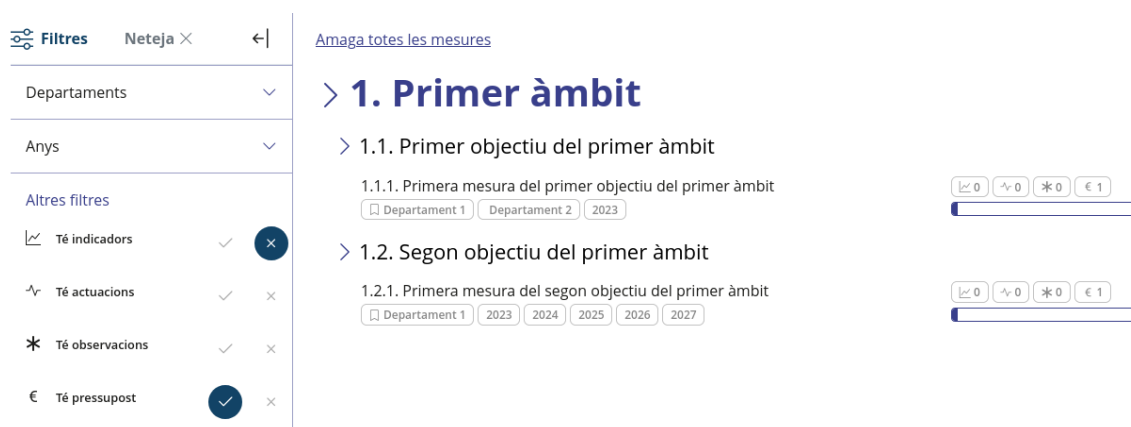 Filtres Neteja
Departaments
Anys
Altres filtres
Té indicadors
Té actuacions
Té observacions
€ Té pressupost
Amaga totes les mesures
1. Primer àmbit
1.1. Primer objectiu del primer àmbit
1.1.1. Primera mesura del primer objectiu del primer àmbit
0 0 0 € 1
Departament 1 Departament 2 2023
1.2. Segon objectiu del primer àmbit
1.2.1. Primera mesura del segon objectiu del primer àmbit
0 0 0 € 1
Departament 1 2023 2024 2025 2026 2027